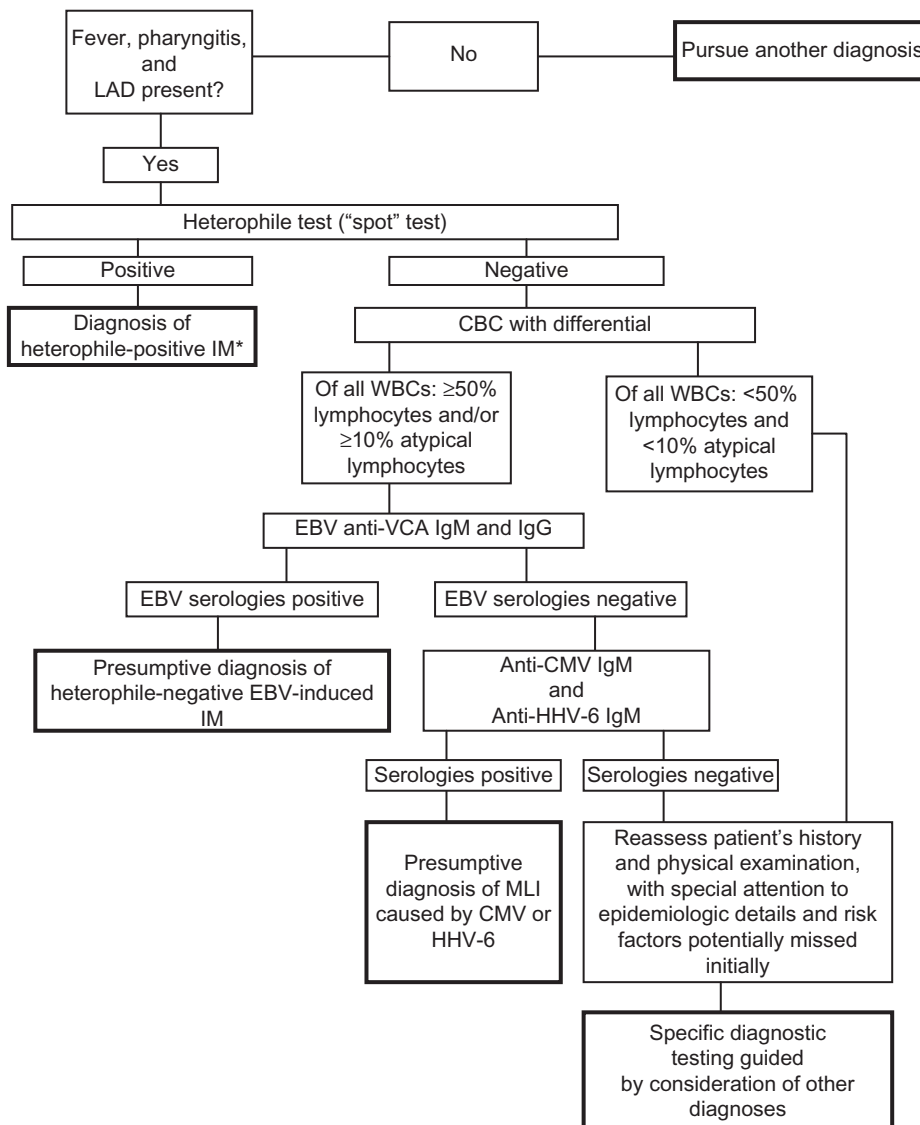 Fever, pharyngitis,
and
LAD present?
No
Pursue another diagnosis
Yes
Heterophile test (“spot” test)
Positive
Negative
Diagnosis of
heterophile-positive IM*
CBC with differential
Of all WBCs: ≥50%
lymphocytes and/or
≥10% atypical
lymphocytes
Of all WBCs: <50%
lymphocytes and
<10% atypical
lymphocytes
EBV anti-VCA IgM and IgG
EBV serologies positive
EBV serologies negative
Presumptive diagnosis of
heterophile-negative EBV-induced
IM
Anti-CMV IgM
and
Anti-HHV-6 IgM
Serologies positive
Serologies negative
Presumptive
diagnosis of MLI
caused by CMV or
HHV-6
Reassess patient’s history
and physical examination,
with special attention to
epidemiologic details and risk
factors potentially missed
initially
Specific diagnostic
testing guided
by consideration of other
diagnoses